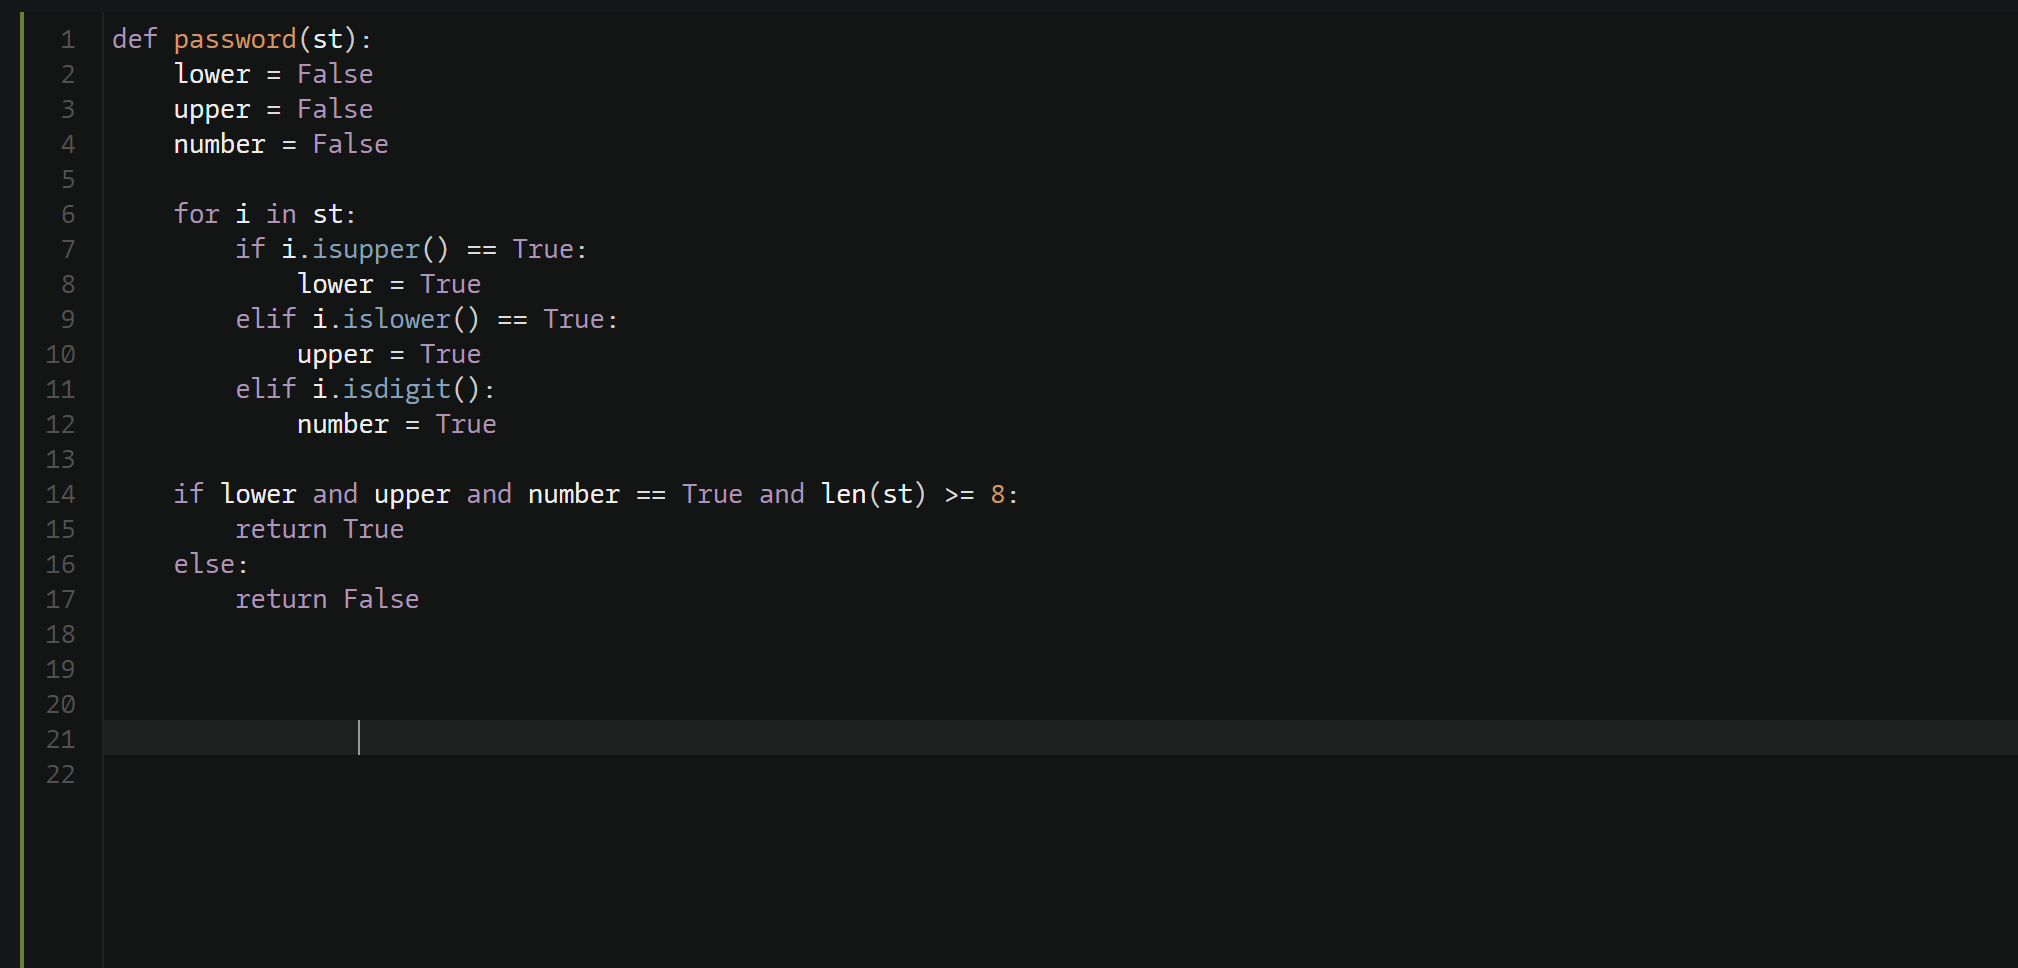 1 def password(st):
2     lower = False
3     upper = False
4     number = False
5
6     for i in st:
7         if i.isupper() == True:
8             lower = True
9         elif i.islower() == True:
10             upper = True
11         elif i.isdigit():
12             number = True
13
14     if lower and upper and number == True and len(st) >= 8:
15         return True
16     else:
17         return False
18
19
20
21
22